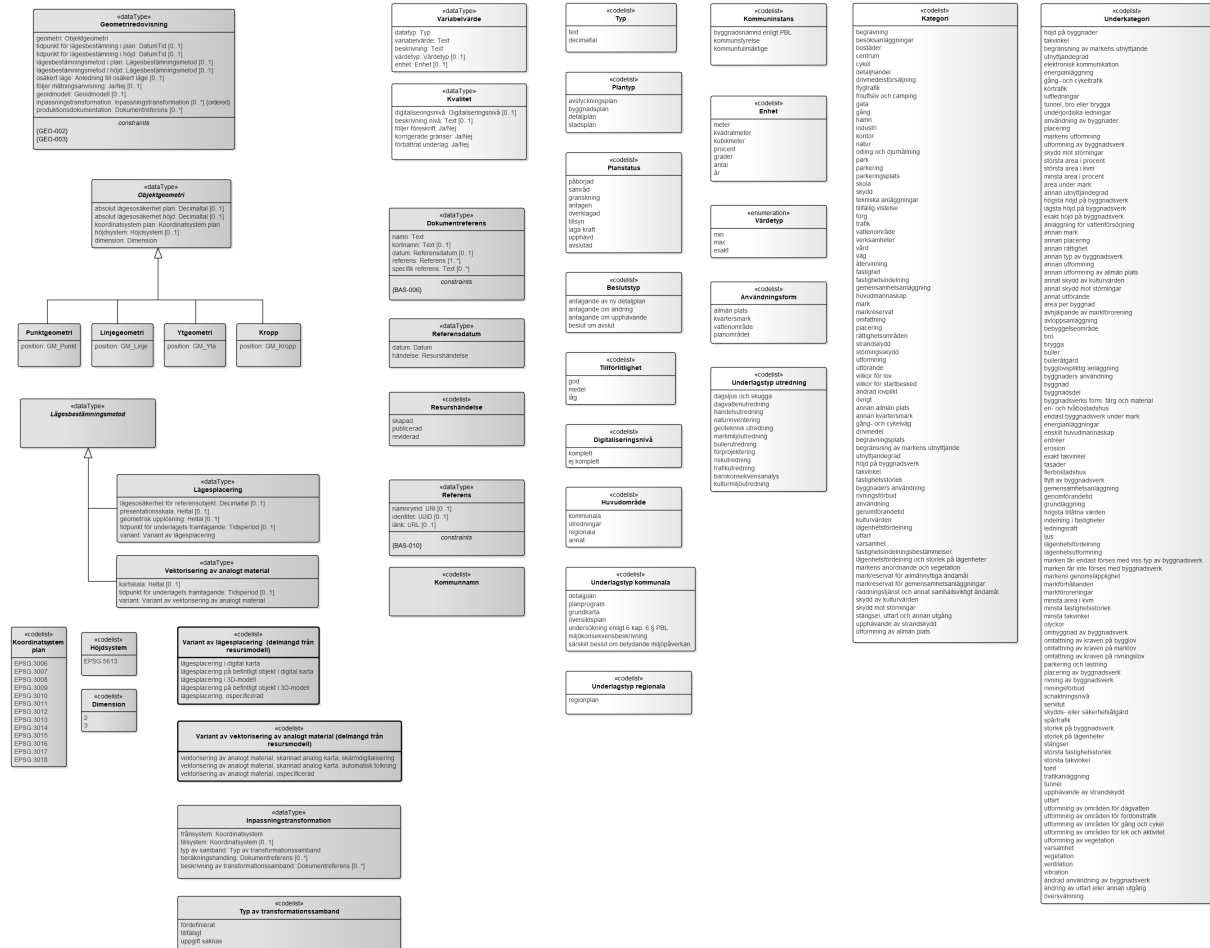 «dataType»
Geometriredovisning
geometri: Objektgeometri
tidpunkt för lägesbestämning i plan: DatumTid [0..1]
tidpunkt för lägesbestämning i höjd: DatumTid [0..1]
lägesbestämningsmetod i plan: Lägesbestämningsmetod [0..1]
lägesbestämningsmetod i höjd: Lägesbestämningsmetod [0..1]
osäkert läge: Anledning till osäkert läge [0..1]
följer mätningsanvisning: Ja/Nej [0..1]
geoidmodell: Geoidmodell [0..1]
inpassningstransformation: Inpassningstransformation [0..*] {ordered}
produktionsdokumentation: Dokumentreferens [0..*]
constraints
{GEO-002}
{GEO-003}
«dataType»
Objektgeometri
absolut lägesosäkerhet plan: Decimaltal [0..1]
absolut lägesosäkerhet höjd: Decimaltal [0..1]
koordinatsystem plan: Koordinatsystem plan
höjdsystem: Höjdsystem [0..1]
dimension: Dimension
Punktgeometri
position: GM_Punkt
Linjegeometri
position: GM_Linje
Ytgeometri
position: GM_Yta
Kropp
position: GM_Kropp
«dataType»
Lägesbestämningsmetod
«dataType»
Lägesplacering
lägesosäkerhet för referensobjekt: Decimaltal [0..1]
presentationsskala: Heltal [0..1]
geometrisk upplösning: Heltal [0..1]
tidpunkt för underlagets framtagande: Tidsperiod [0..1]
variant: Variant av lägesplacering
«dataType»
Vektorisering av analogt material
kartskala: Heltal [0..1]
tidpunkt för underlagets framtagande: Tidsperiod [0..1]
variant: Variant av vektorisering av analogt material
«codelist»
Koordinatsystem
plan
EPSG:3006
EPSG:3007
EPSG:3008
EPSG:3009
EPSG:3010
EPSG:3011
EPSG:3012
EPSG:3013
EPSG:3014
EPSG:3015
EPSG:3016
EPSG:3017
EPSG:3018
«codelist»
Höjdsystem
EPSG:5613
«codelist»
Dimension
2
3
«codelist»
Variant av lägesplacering (delmängd från
resursmodell)
lägesplacering i digital karta
lägesplacering på befintligt objekt i digital karta
lägesplacering i 3D-modell
lägesplacering på befintligt objekt i 3D-modell
lägesplacering, ospecificerad
«codelist»
Variant av vektorisering av analogt material (delmängd från
resursmodell)
vektorisering av analogt material, skannad analog karta, skärmdigitalisering
vektorisering av analogt material, skannad analog karta, automatisk tolkning
vektorisering av analogt material, ospecificerad
«dataType»
Inpassningstransformation
frånsystem: Koordinatsystem
tillsystem: Koordinatsystem [0..1]
typ av samband: Typ av transformationssamband
beräkningshandling: Dokumentreferens [0..*]
beskrivning av transformationssamband: Dokumentreferens [0..*]
«codelist»
Typ av transformationssamband
fördefinierat
tillfälligt
uppgift saknas
«dataType»
Variabelvärde
datatyp: Typ
variabelvärde: Text
beskrivning: Text
värdetyp: Värdetyp [0..1]
enhet: Enhet [0..1]
«dataType»
Kvalitet
digitaliseringsnivå: Digitaliseringsnivå [0..1]
beskrivning nivå: Text [0..1]
följer föreskrift: Ja/Nej
korrigerade gränser: Ja/Nej
förbättrat underlag: Ja/Nej
«dataType»
Dokumentreferens
namn: Text
kortnamn: Text [0..1]
datum: Referensdatum [0..1]
referens: Referens [1..*]
specifik referens: Text [0..*]
constraints
{BAS-006}
«dataType»
Referensdatum
datum: Datum
händelse: Resurshändelse
«codelist»
Resurshändelse
skapad
publicerad
reviderad
«dataType»
Referens
namnrymd: URI [0..1]
identitet: UUID [0..1]
länk: URL [0..1]
constraints
{BAS-010}
«codelist»
Kommunnamn
«codelist»
Typ
text
decimaltal
«codelist»
Plantyp
avstyckningsplan
byggnadsplan
detaljplan
stadsplan
«codelist»
Planstatus
påbörjad
samråd
granskning
antagen
överklagad
tillsyn
laga kraft
upphävd
avslutad
«codelist»
Beslutstyp
antagande av ny detaljplan
antagande om ändring
antagande om upphävande
beslut om avslut
«codelist»
Tillförlitlighet
god
medel
låg
«codelist»
Digitaliseringsnivå
komplett
ej komplett
«codelist»
Huvudområde
kommunala
utredningar
regionala
annat
«codelist»
Underlagstyp kommunala
detaljplan
planprogram
grundkarta
översiktsplan
undersökning enligt 6 kap. 6 § PBL
miljökonsekvensbeskrivning
särskilt beslut om betydande miljöpåverkan
«codelist»
Underlagstyp regionala
regionplan
«codelist»
Kommuninstans
byggnadsnämnd enligt PBL
kommunstyrelse
kommunfullmäktige
«codelist»
Enhet
meter
kvadratmeter
kubikmeter
procent
grader
antal
år
«enumeration»
Värdetyp
min
max
exakt
«codelist»
Användningsform
allmän plats
kvartersmark
vattenområde
planområdet
«codelist»
Underlagstyp utredning
dagsljus och skugga
dagvattenutredning
handelsutredning
naturinventering
geoteknisk utredning
markmiljöutredning
bullerutredning
förprojektering
riskutredning
trafikutredning
barnkonsekvensanalys
kulturmiljöutredning
«codelist»
Kategori
begravning
besöksanläggningar
bostäder
centrum
cykel
detaljhandel
drivmedelsförsäljning
flygtrafik
friluftsliv och camping
gata
gång
hamn
industri
kontor
natur
odling och djurhållning
park
parkering
parkeringsplats
skola
skydd
tekniska anläggningar
tillfällig vistelse
torg
trafik
vattenområde
verksamheter
vård
väg
återvinning
fastighet
fastighetsindelning
gemensamhetsanläggning
huvudmannaskap
mark
markreservat
omfattning
placering
rättighetsområden
strandskydd
störningsskydd
utformning
utförande
villkor för lov
villkor för startbesked
ändrad lovplikt
övrigt
annan allmän plats
annan kvartersmark
gång- och cykelväg
drivmedel
begravningsplats
begränsning av markens utnyttjande
utnyttjandegrad
höjd på byggnadsverk
takvinkel
fastighetsstorlek
byggnaders användning
rivningsförbud
användning
genomförandetid
kulturvärden
lägenhetsfördelning
utfart
varsamhet
fastighetsindelningsbestämmelser
lägenhetsfördelning och storlek på lägenheter
markens anordnande och vegetation
markreservat för allmännyttiga ändamål
markreservat för gemensamhetsanläggningar
räddningstjänst och annat samhällsviktigt ändamål
skydd av kulturvärden
skydd mot störningar
stängsel, utfart och annan utgång
upphävande av strandskydd
utformning av allmän plats
«codelist»
Underkategori
höjd på byggnader
takvinkel
begränsning av markens utnyttjande
utnyttjandegrad
elektronisk kommunikation
energianläggning
gång- och cykeltrafik
körtrafik
luftledningar
tunnel, bro eller brygga
underjordiska ledningar
användning av byggnader
placering
markens utformning
utformning av byggnadsverk
skydd mot störningar
största area i procent
största area i kvm
minsta area i procent
area under mark
annan utnyttjandegrad
högsta höjd på byggnadsverk
lägsta höjd på byggnadsverk
exakt höjd på byggnadsverk
anläggning för vattenförsörjning
annan mark
annan placering
annan rättighet
annan typ av byggnadsverk
annan utformning
annan utformning av allmän plats
annat skydd av kulturvärden
annat skydd mot störningar
annat utförande
area per byggnad
avhjälpande av markförorening
avloppsanläggning
bebyggelseområde
bro
brygga
buller
bulleråtgärd
bygglovspliktig anläggning
byggnaders användning
byggnad
byggnadsdel
byggnadsverks form, färg och material
en- och tvåbostadshus
endast byggnadsverk under mark
energianläggningar
enskilt huvudmannaskap
entréer
erosion
exakt takvinkel
fasader
flerbostadshus
flytt av byggnadsverk
gemensamhetsanläggning
genomförandetid
grundläggning
högsta tillåtna värden
indelning i fastigheter
ledningsrätt
ljus
lägenhetsfördelning
lägenhetsutformning
marken får endast förses med viss typ av byggnadsverk
marken får inte förses med byggnadsverk
markens genomsläpplighet
markförhållanden
markföroreningar
minsta area i kvm
minsta fastighetsstorlek
minsta takvinkel
olyckor
ombyggnad av byggnadsverk
omfattning av kraven på bygglov
omfattning av kraven på marklov
omfattning av kraven på rivningslov
parkering och lastning
placering av byggnadsverk
rivning av byggnadsverk
rivningsförbud
schaktningsnivå
servitut
skydds- eller säkerhetsåtgärd
spårtrafik
storlek på byggnadsverk
storlek på lägenheter
stängsel
största fastighetsstorlek
största takvinkel
tomt
trafikanläggning
tunnel
upphävande av strandskydd
utfart
utformning av områden för dagvatten
utformning av områden för fordonstrafik
utformning av områden för gång och cykel
utformning av områden för lek och aktivitet
utformning av vegetation
varsamhet
vegetation
ventilation
vibration
ändrad användning av byggnadsverk
ändring av utfart eller annan utgång
översvämning